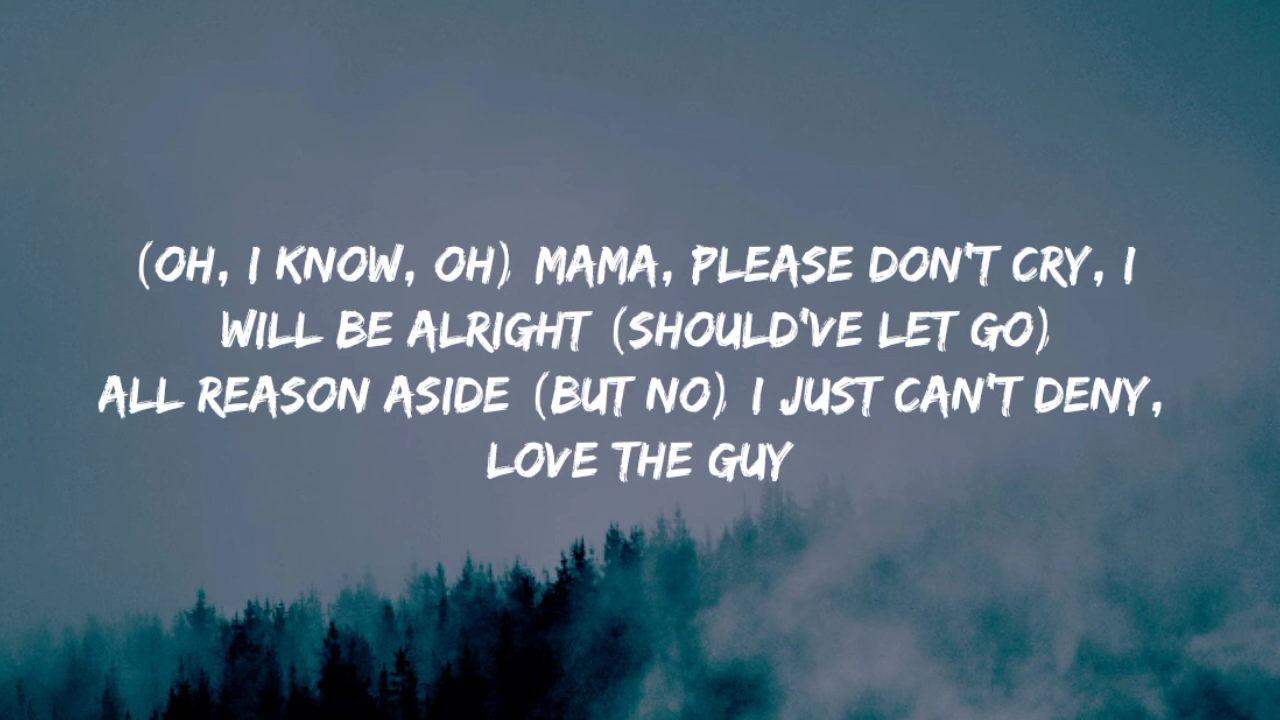 (OH, I KNOW, OH) MAMA, PLEASE DON'T CRY, I
WILL BE ALRIGHT (SHOULD'VE LET GO)
ALL REASON ASIDE (BUT NO) I JUST CAN'T DENY,
LOVE THE GUY